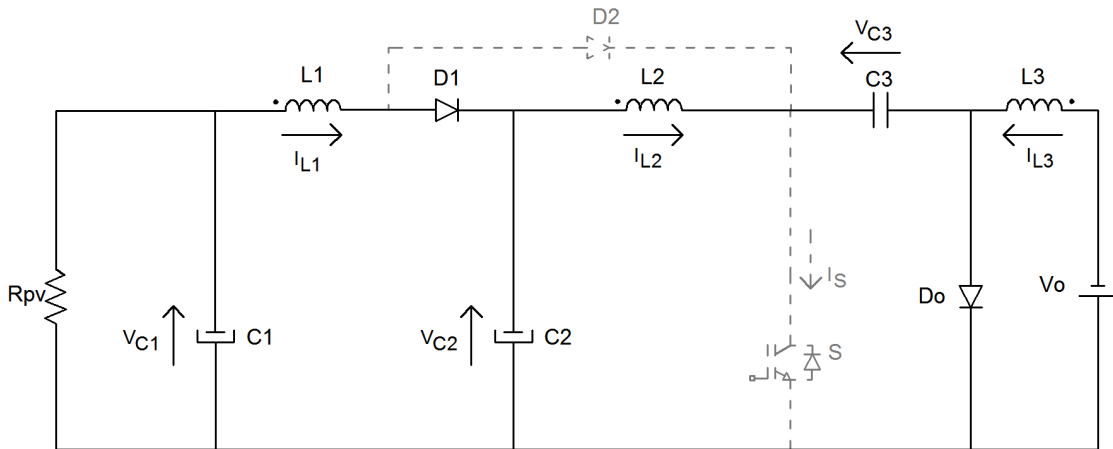 D2
VC3
L1
D1
L2
C3
L3
IL1
IL2
IL3
Rpv
VC1
C1
VC2
C2
IS
S
Do
Vo